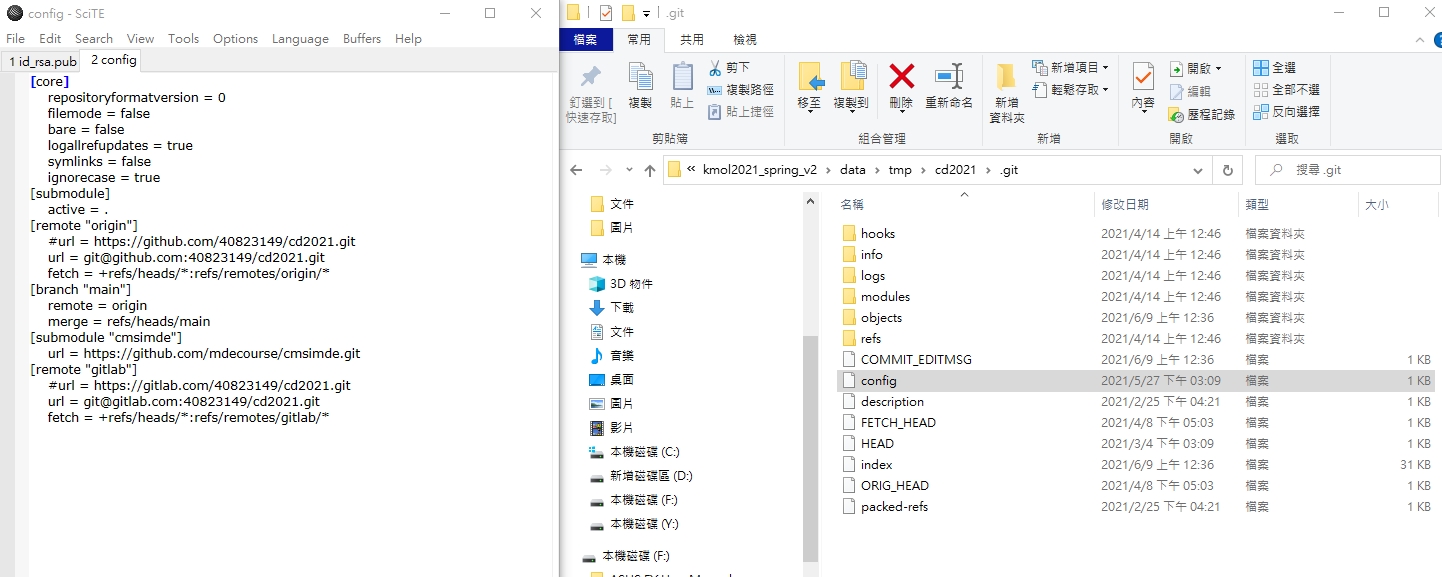 config - SciTE
File Edit Search View Tools Options Language Buffers Help
1 id_rsa.pub 2 config
[core]
repositoryformatversion = 0
filemode = false
bare = false
logallrefupdates = true
symlinks = false
ignorecase = true
[submodule]
active = .
[remote "origin"]
#url = https://github.com/40823149/cd2021.git
url = git@github.com:40823149/cd2021.git
fetch = +refs/heads/*:refs/remotes/origin/*
[branch "main"]
remote = origin
merge = refs/heads/main
[submodule "cmsimde"]
url = https://github.com/mdecourse/cmsimde.git
[remote "gitlab"]
#url = https://gitlab.com/40823149/cd2021.git
url = git@gitlab.com:40823149/cd2021.git
fetch = +refs/heads/*:refs/remotes/gitlab/*
.git
檔案 常用 共用 檢視
釘選到 [快速存取]
複製
貼上
剪下
複製路徑
貼上捷徑
剪貼簿
移至
複製到
刪除
重新命名
組合管理
新增資料夾
新增項目
輕鬆存取
新增
內容
開啟
編輯
歷程記錄
開啟
全選
全部不選
反向選擇
選取
« kmol2021_spring_v2 › data › tmp › cd2021 › .git
搜尋 .git
文件
圖片
本機
3D 物件
下載
文件
音樂
桌面
圖片
影片
本機磁碟 (C:)
新增磁碟區 (D:)
本機磁碟 (F:)
本機磁碟 (Y:)
本機磁碟 (F:)
名稱 修改日期 類型 大小
hooks 2021/4/14 上午 12:46 檔案資料夾
info 2021/4/14 上午 12:46 檔案資料夾
logs 2021/4/14 上午 12:46 檔案資料夾
modules 2021/4/14 上午 12:46 檔案資料夾
objects 2021/6/9 上午 12:36 檔案資料夾
refs 2021/4/14 上午 12:46 檔案資料夾
COMMIT_EDITMSG 2021/6/9 上午 12:36 檔案 1 KB
config 2021/5/27 下午 03:09 檔案 1 KB
description 2021/2/25 下午 04:21 檔案 1 KB
FETCH_HEAD 2021/4/8 下午 05:03 檔案 1 KB
HEAD 2021/3/4 下午 03:09 檔案 1 KB
index 2021/6/9 上午 12:36 檔案 31 KB
ORIG_HEAD 2021/4/8 下午 05:03 檔案 1 KB
packed-refs 2021/2/25 下午 04:21 檔案 1 KB